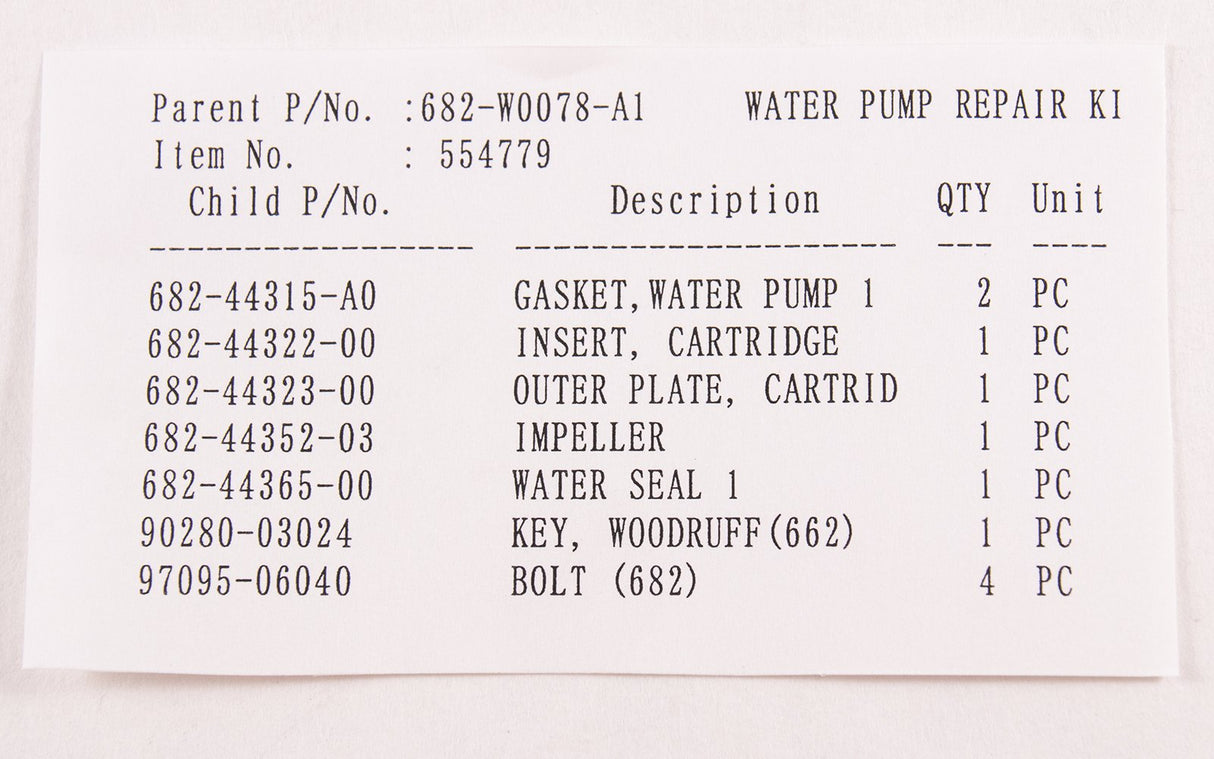 Parent P/No. :682-W0078-A1 WATER PUMP REPAIR KI
Item No. : 554779
Child P/No. Description QTY Unit
----------------- -------------------- --- ----
682-44315-A0 GASKET,WATER PUMP 1 2 PC
682-44322-00 INSERT, CARTRIDGE 1 PC
682-44323-00 OUTER PLATE, CARTRID 1 PC
682-44352-03 IMPELLER 1 PC
682-44365-00 WATER SEAL 1 1 PC
90280-03024 KEY, WOODRUFF(662) 1 PC
97095-06040 BOLT (682) 4 PC